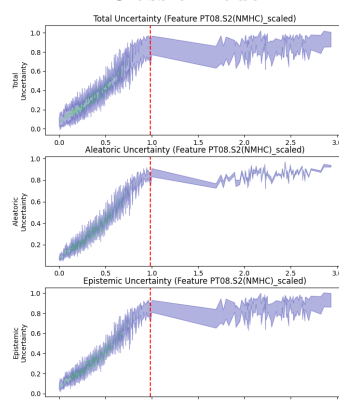 Total Uncertainty (Feature PT08.S2(NMHC)_scaled)
1.0
0.8
0.6
0.4
0.2
0.0
Total
Uncertainty
0.0 0.5 1.0 1.5 2.0 2.5 3.0
Aleatoric Uncertainty (Feature PT08.S2(NMHC)_scaled)
1.0
0.8
0.6
0.4
0.2
Aleatoric
Uncertainty
0.0 0.5 1.0 1.5 2.0 2.5 3.0
Epistemic Uncertainty (Feature PT08.S2(NMHC)_scaled)
1.0
0.8
0.6
0.4
0.2
0.0
Epistemic
Uncertainty